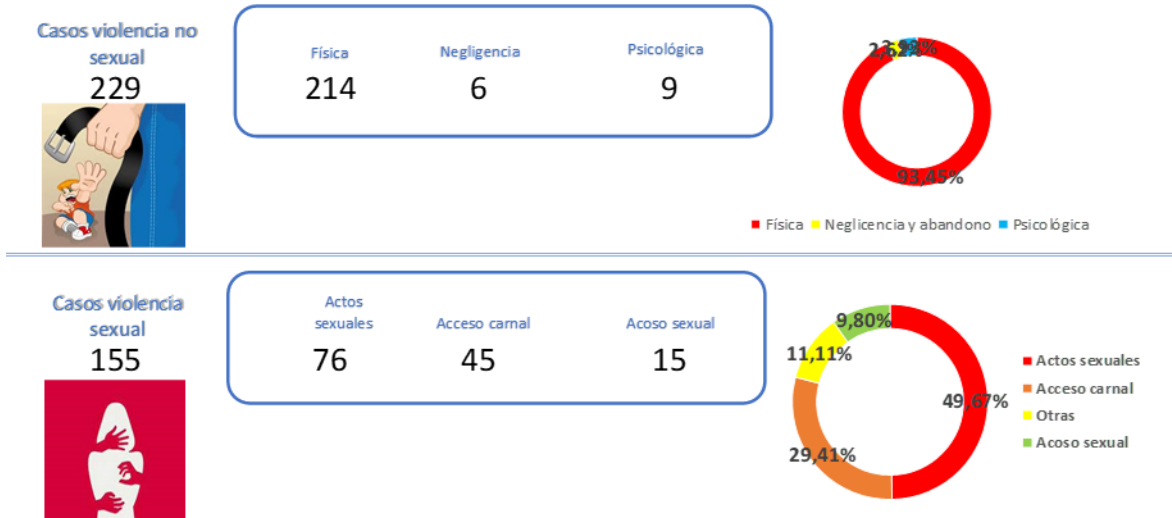 Casos violencia no
sexual
229
Física
Negligencia
Psicológica
214
6
9
93,45%
Física
Neglicencia y abandono
Psicológica
Casos violencia
sexual
155
Actos
sexuales
Acceso carnal
Acoso sexual
76
45
15
9,80%
11,11%
49,67%
29,41%
Actos sexuales
Acceso carnal
Otras
Acoso sexual